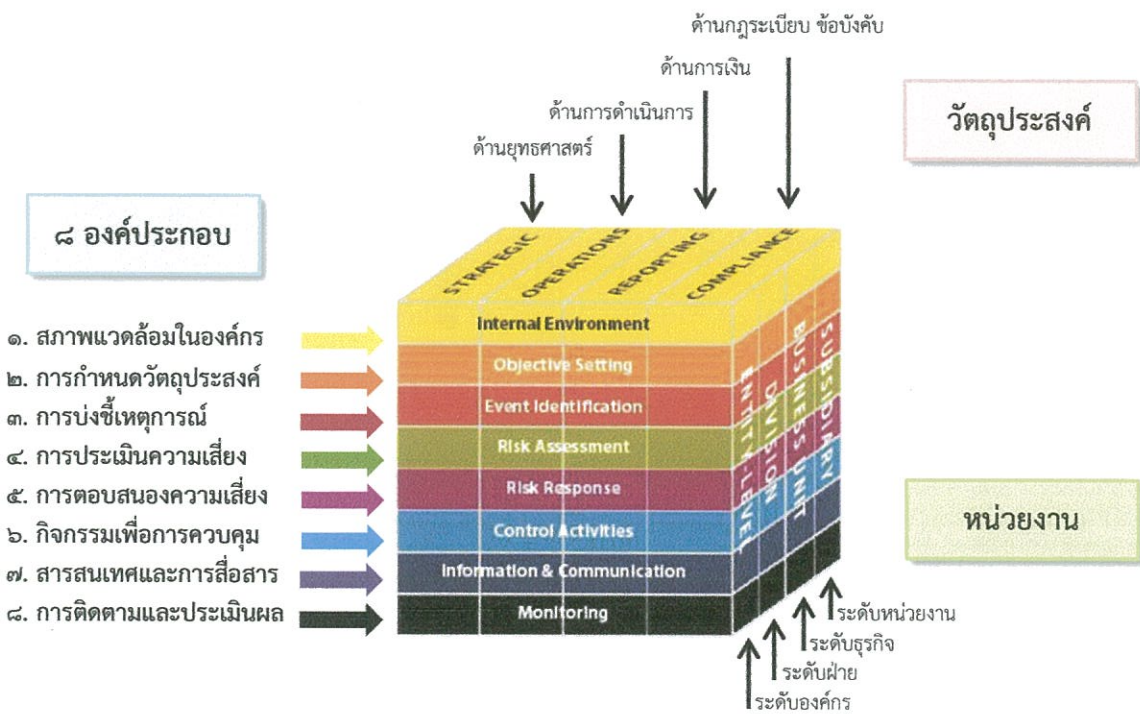 ด้านกฎระเบียบ ข้อบังคับ
ด้านการเงิน
ด้านการดำเนินการ
ด้านยุทธศาสตร์
วัตถุประสงค์
๘ องค์ประกอบ
STRATEGIC
OPERATIONS
REPORTING
COMPLIANCE
๑. สภาพแวดล้อมในองค์กร
๒. การกำหนดวัตถุประสงค์
๓. การบ่งชี้เหตุการณ์
๔. การประเมินความเสี่ยง
๕. การตอบสนองความเสี่ยง
๖. กิจกรรมเพื่อการควบคุม
๗. สารสนเทศและการสื่อสาร
๘. การติดตามและประเมินผล
Internal Environment
Objective Setting
Event Identification
Risk Assessment
Risk Response
Control Activities
Information & Communication
Monitoring
ENTITY-LEVEL
DIVISION
BUSINESS UNIT
SUBSIDIARY
หน่วยงาน
ระดับหน่วยงาน
ระดับธุรกิจ
ระดับฝ่าย
ระดับองค์กร